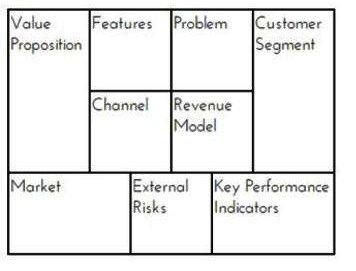 Value
Proposition
Features
Problem
Customer
Segment
Channel
Revenue
Model
Market
External
Risks
Key Performance
Indicators